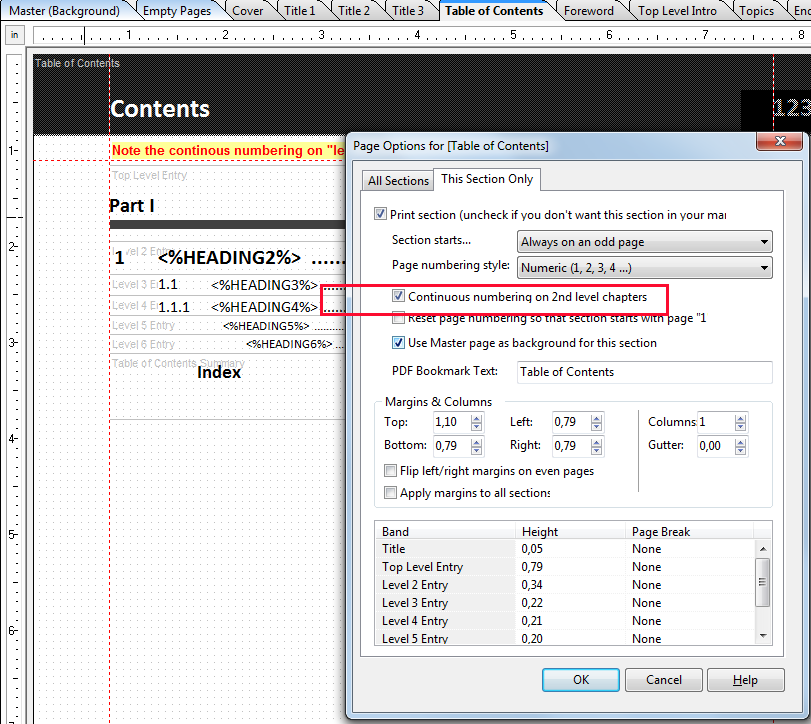 Master (Background) Empty Pages Cover Title 1 Title 2 Title 3 Table of Contents Foreword Top Level Intro Topics
in 1 2 3 4 5 6 7 8
Table of Contents
Contents
123
Note the continous numbering on "le
Top Level Entry
Part I
Level 2 Entry
1 <%HEADING2%> ......
Level 3 1.1 <%HEADING3%> ......
Level 4 1.1.1 <%HEADING4%> ......
Level 5 Entry <%HEADING5%> ..........
Level 6 Entry <%HEADING6%> ...
Table of Contents Summary
Index
1
2
3
4
5
6
Page Options for [Table of Contents]
All Sections This Section Only
Print section (uncheck if you don't want this section in your mai
Section starts... Always on an odd page
Page numbering style: Numeric (1, 2, 3, 4 ...)
Continuous numbering on 2nd level chapters
Reset page numbering so that section starts with page "1
Use Master page as background for this section
PDF Bookmark Text: Table of Contents
Margins & Columns
Top: 1,10 Left: 0,79 Columns: 1
Bottom: 0,79 Right: 0,79 Gutter: 0,00
Flip left/right margins on even pages
Apply margins to all sections
Band Height Page Break
Title 0,05 None
Top Level Entry 0,79 None
Level 2 Entry 0,34 None
Level 3 Entry 0,22 None
Level 4 Entry 0,21 None
Level 5 Entry 0,20 None
OK Cancel Help